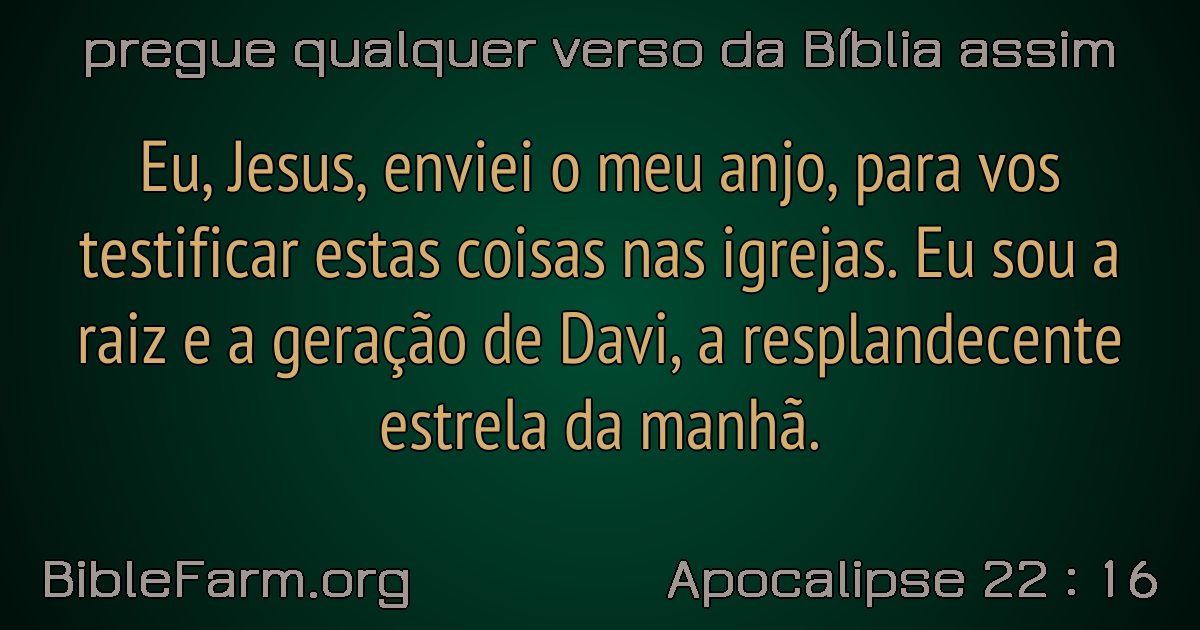 pregue qualquer verso da Bíblia assim
Eu, Jesus, enviei o meu anjo, para vos
testificar estas coisas nas igrejas. Eu sou a
raiz e a geração de Davi, a resplandecente
estrela da manhã.
BibleFarm.org
Apocalipse 22 : 16